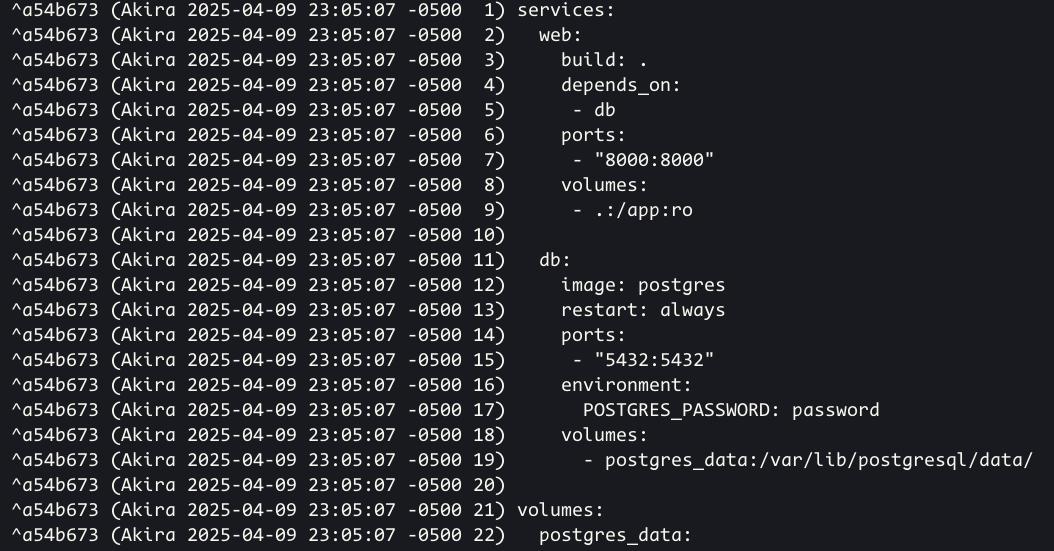 ^a54b673 (Akira 2025-04-09 23:05:07 -0500  1) services:
^a54b673 (Akira 2025-04-09 23:05:07 -0500  2)   web:
^a54b673 (Akira 2025-04-09 23:05:07 -0500  3)     build: .
^a54b673 (Akira 2025-04-09 23:05:07 -0500  4)     depends_on:
^a54b673 (Akira 2025-04-09 23:05:07 -0500  5)      - db
^a54b673 (Akira 2025-04-09 23:05:07 -0500  6)     ports:
^a54b673 (Akira 2025-04-09 23:05:07 -0500  7)      - "8000:8000"
^a54b673 (Akira 2025-04-09 23:05:07 -0500  8)     volumes:
^a54b673 (Akira 2025-04-09 23:05:07 -0500  9)      - .:/app:ro
^a54b673 (Akira 2025-04-09 23:05:07 -0500 10)
^a54b673 (Akira 2025-04-09 23:05:07 -0500 11)   db:
^a54b673 (Akira 2025-04-09 23:05:07 -0500 12)     image: postgres
^a54b673 (Akira 2025-04-09 23:05:07 -0500 13)     restart: always
^a54b673 (Akira 2025-04-09 23:05:07 -0500 14)     ports:
^a54b673 (Akira 2025-04-09 23:05:07 -0500 15)      - "5432:5432"
^a54b673 (Akira 2025-04-09 23:05:07 -0500 16)     environment:
^a54b673 (Akira 2025-04-09 23:05:07 -0500 17)       POSTGRES_PASSWORD: password
^a54b673 (Akira 2025-04-09 23:05:07 -0500 18)     volumes:
^a54b673 (Akira 2025-04-09 23:05:07 -0500 19)       - postgres_data:/var/lib/postgresql/data/
^a54b673 (Akira 2025-04-09 23:05:07 -0500 20)
^a54b673 (Akira 2025-04-09 23:05:07 -0500 21) volumes:
^a54b673 (Akira 2025-04-09 23:05:07 -0500 22)   postgres_data: